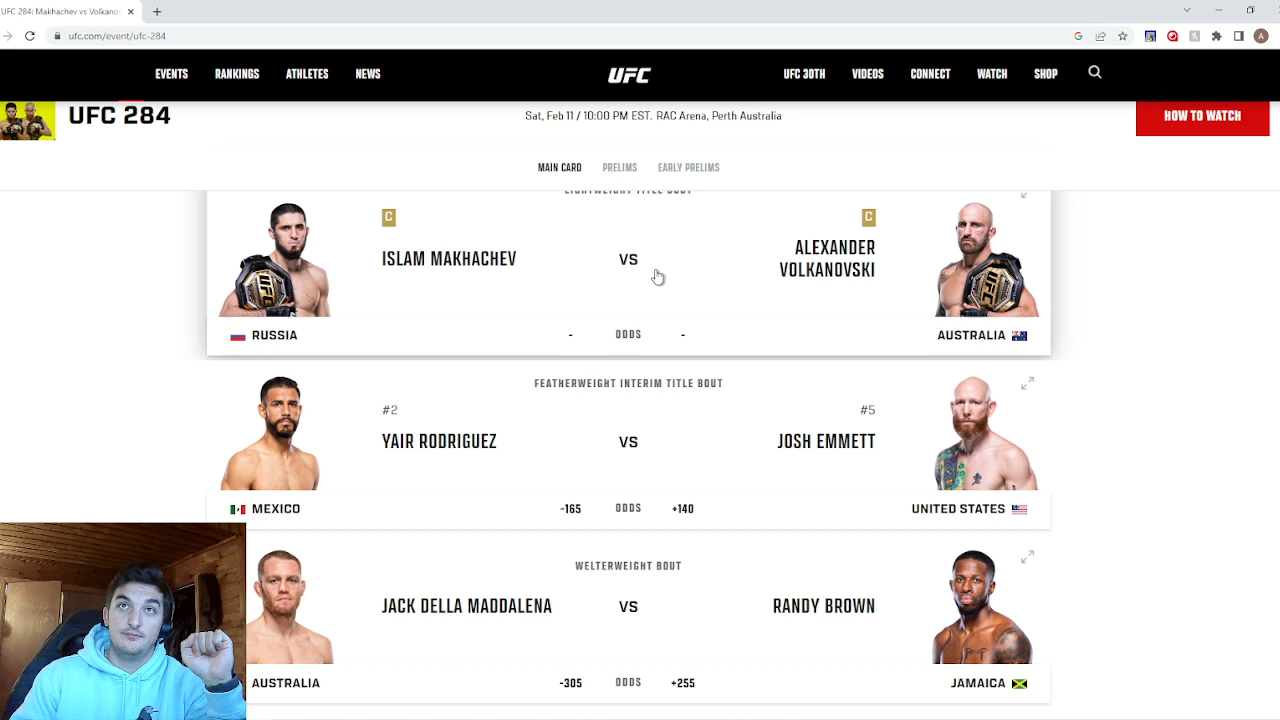 UFC 284: Makhachev vs Volkanov
ufc.com/event/ufc-284
A
EVENTS RANKINGS ATHLETES NEWS UFC UFC 30TH VIDEOS CONNECT WATCH SHOP
UFC 284
Sat, Feb 11 / 10:00 PM EST. RAC Arena, Perth Australia
HOW TO WATCH
MAIN CARD PRELIMS EARLY PRELIMS
LIGHTWEIGHT TITLE BOUT
C C
ISLAM MAKHACHEV VS ALEXANDER
VOLKANOVSKI
RUSSIA - ODDS - AUSTRALIA
FEATHERWEIGHT INTERIM TITLE BOUT
#2 #5
YAIR RODRIGUEZ VS JOSH EMMETT
MEXICO -165 ODDS +140 UNITED STATES
WELTERWEIGHT BOUT
JACK DELLA MADDALENA VS RANDY BROWN
AUSTRALIA -305 ODDS +255 JAMAICA